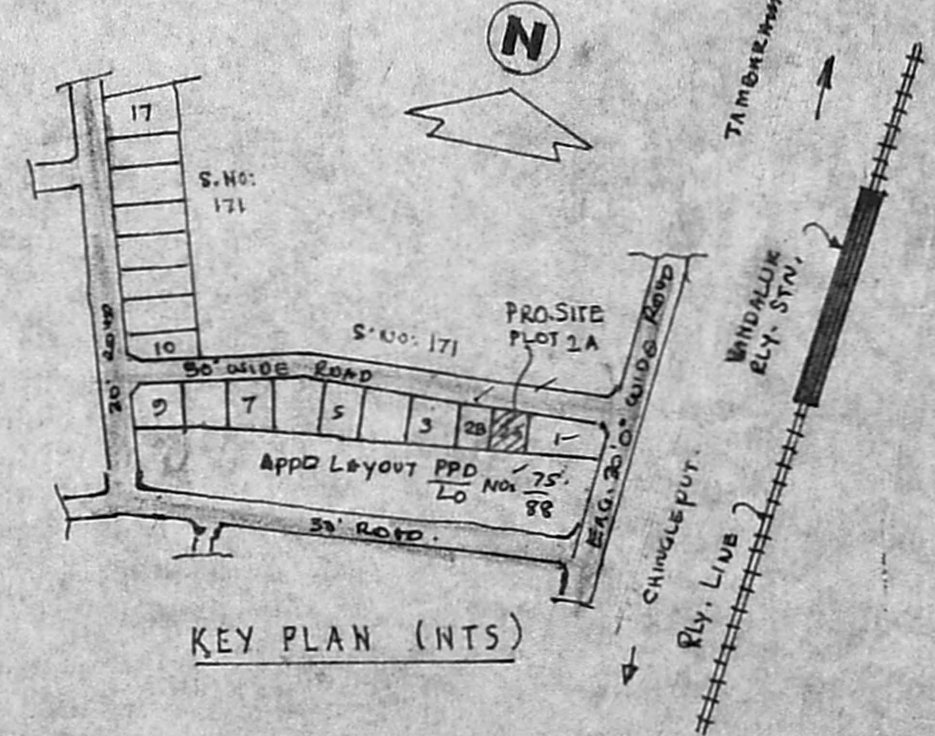 N
TAMBARAM
17
S.NO:
171
VANDALUR
RLY. STN.
PRO.SITE
PLOT 2A
S.NO: 171
10
30' WIDE ROAD
20' ROAD
9
7
5
3
2B
1
EXG. 20'0" WIDE ROAD
APPD LAYOUT PPD
LO NO: 75
88
30' ROAD.
CHINGLEPUT.
RLY. LINE
KEY PLAN (NTS)